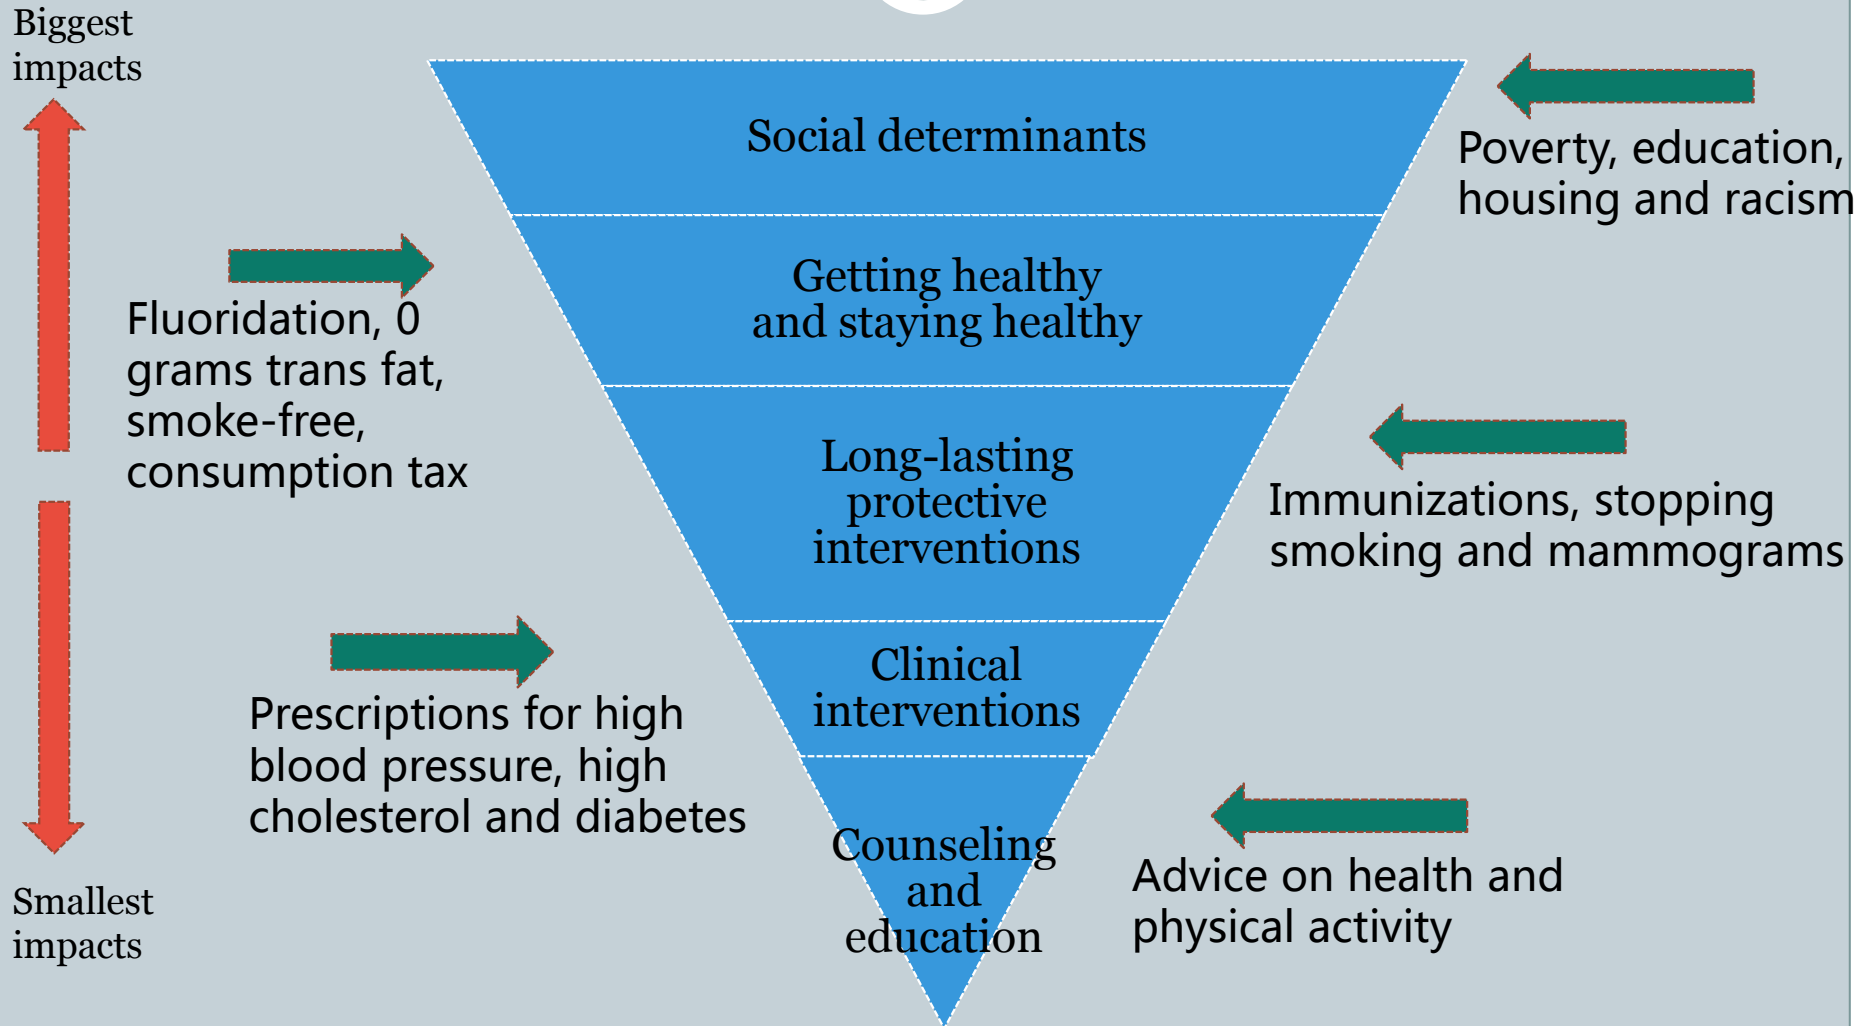 Biggest
impacts
Social determinants
Poverty, education,
housing and racism
Getting healthy
and staying healthy
Fluoridation, 0
grams trans fat,
smoke-free,
consumption tax
Long-lasting
protective
interventions
Immunizations, stopping
smoking and mammograms
Clinical
interventions
Prescriptions for high
blood pressure, high
cholesterol and diabetes
Counseling
and
education
Advice on health and
physical activity
Smallest
impacts